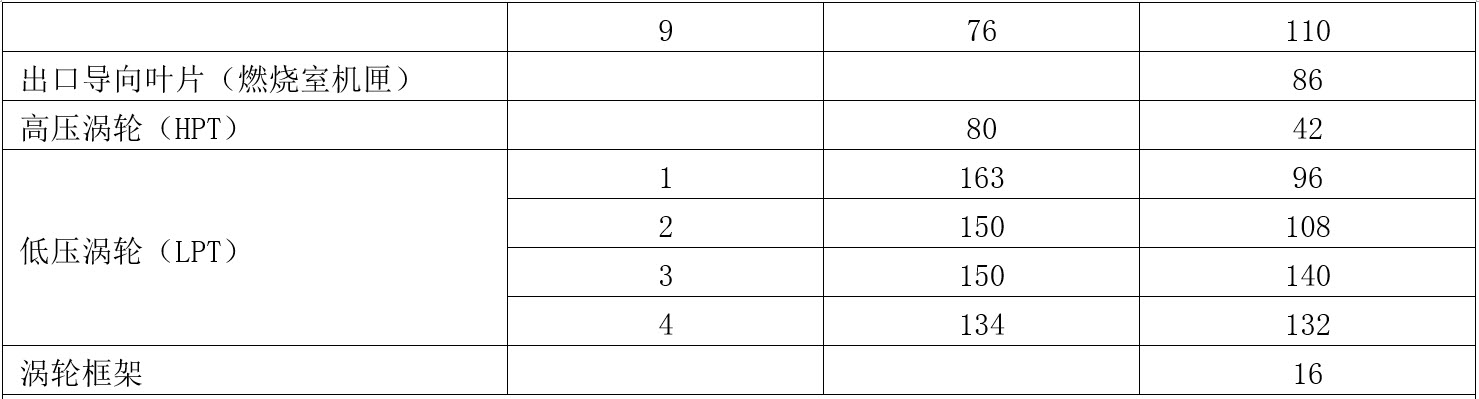 9 76 110
出口导向叶片（燃烧室机匣） 86
高压涡轮（HPT） 80 42
低压涡轮（LPT） 1 163 96
2 150 108
3 150 140
4 134 132
涡轮框架 16